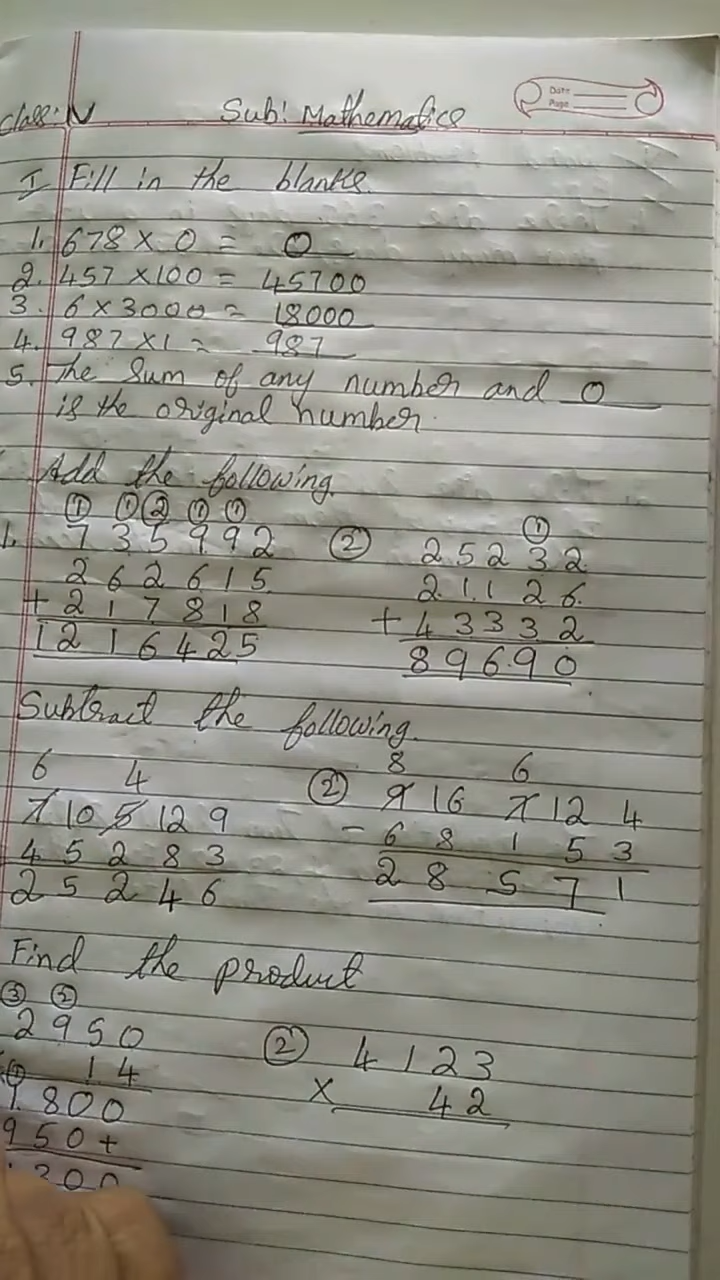 Date
Page
Class: IV Sub: Mathematics
I Fill in the blanks.
1. 678 X 0 = 0
2. 457 X100 = 45700
3. 6 X 3000 = 18000
4. 987 X1 = 987
5. The Sum of any number and 0
is the original number.
Add the following.
1 1 2 1 1
1. 735992
262615
+ 217818
1216425
1
2 25232
21126
+ 43332
89690
Subtract the following.
6 4
7 10 5 12 9
4 5 2 8 3
2 5 2 4 6
8 6
2 9 16 7 12 4
- 6 8 1 5 3
2 8 5 7 1
Find the product
3 2
2950
14
1800
950+
300
2 4123
X 42